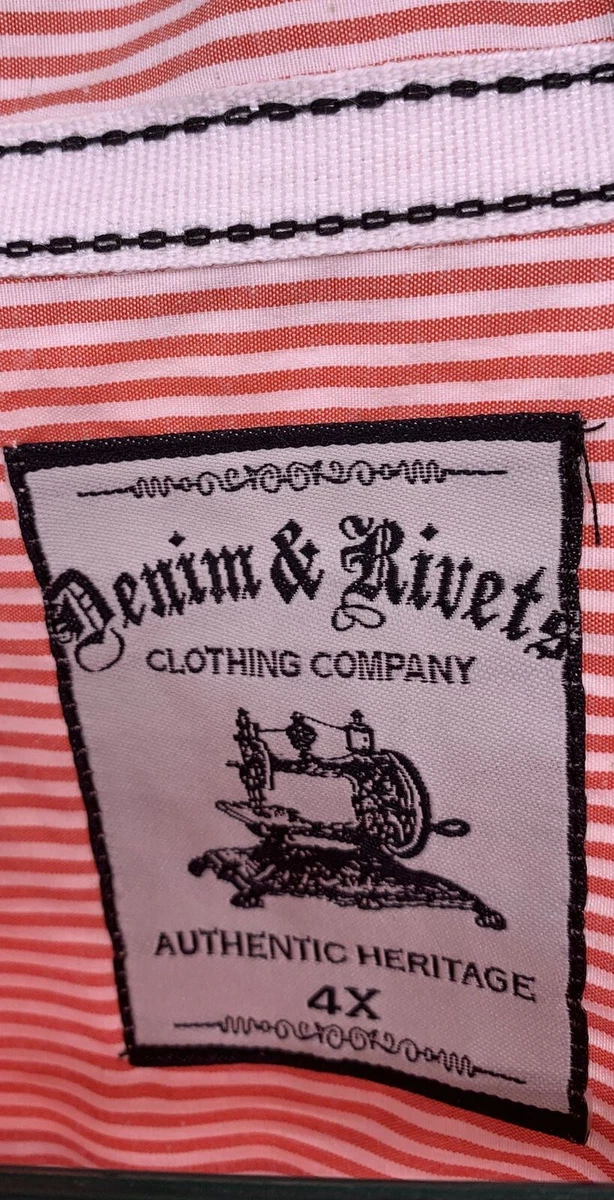 Denim & Rivets
CLOTHING COMPANY
AUTHENTIC HERITAGE
4X